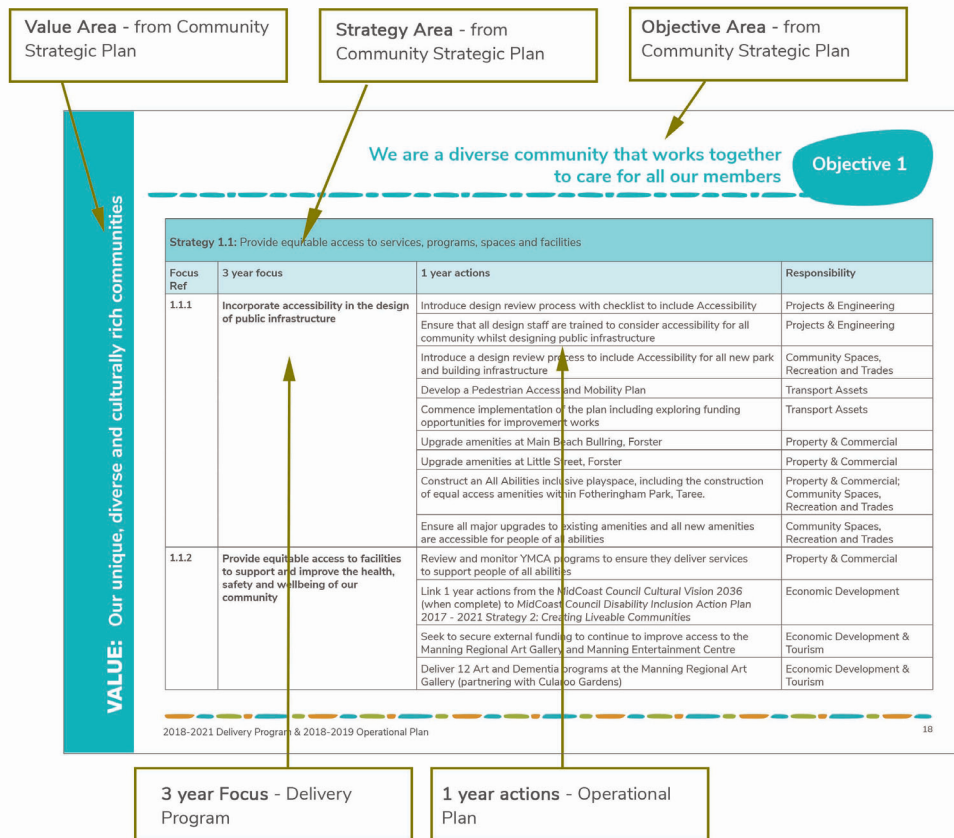 Value Area - from Community
Strategic Plan
Strategy Area - from
Community Strategic Plan
Objective Area - from
Community Strategic Plan
We are a diverse community that works together
to care for all our members
Objective 1
VALUE: Our unique, diverse and culturally rich communities
Strategy 1.1: Provide equitable access to services, programs, spaces and facilities
Focus
Ref
3 year focus
1 year actions
Responsibility
1.1.1
Incorporate accessibility in the design
of public infrastructure
Introduce design review process with checklist to include Accessibility
Projects & Engineering
Ensure that all design staff are trained to consider accessibility for all
community whilst designing public infrastructure
Projects & Engineering
Introduce a design review process to include Accessibility for all new park
and building infrastructure
Community Spaces,
Recreation and Trades
Develop a Pedestrian Access and Mobility Plan
Transport Assets
Commence implementation of the plan including exploring funding
opportunities for improvement works
Transport Assets
Upgrade amenities at Main Beach Bullring, Forster
Property & Commercial
Upgrade amenities at Little Street, Forster
Property & Commercial
Construct an All Abilities inclusive playspace, including the construction
of equal access amenities within Fotheringham Park, Taree.
Property & Commercial;
Community Spaces,
Recreation and Trades
Ensure all major upgrades to existing amenities and all new amenities
are accessible for people of all abilities
Community Spaces,
Recreation and Trades
1.1.2
Provide equitable access to facilities
to support and improve the health,
safety and wellbeing of our
community
Review and monitor YMCA programs to ensure they deliver services
to support people of all abilities
Property & Commercial
Link 1 year actions from the MidCoast Council Cultural Vision 2036
(when complete) to MidCoast Council Disability Inclusion Action Plan
2017 - 2021 Strategy 2: Creating Liveable Communities
Economic Development
Seek to secure external funding to continue to improve access to the
Manning Regional Art Gallery and Manning Entertainment Centre
Economic Development &
Tourism
Deliver 12 Art and Dementia programs at the Manning Regional Art
Gallery (partnering with Cularoo Gardens)
Economic Development &
Tourism
2018-2021 Delivery Program & 2018-2019 Operational Plan
18
3 year Focus - Delivery
Program
1 year actions - Operational
Plan